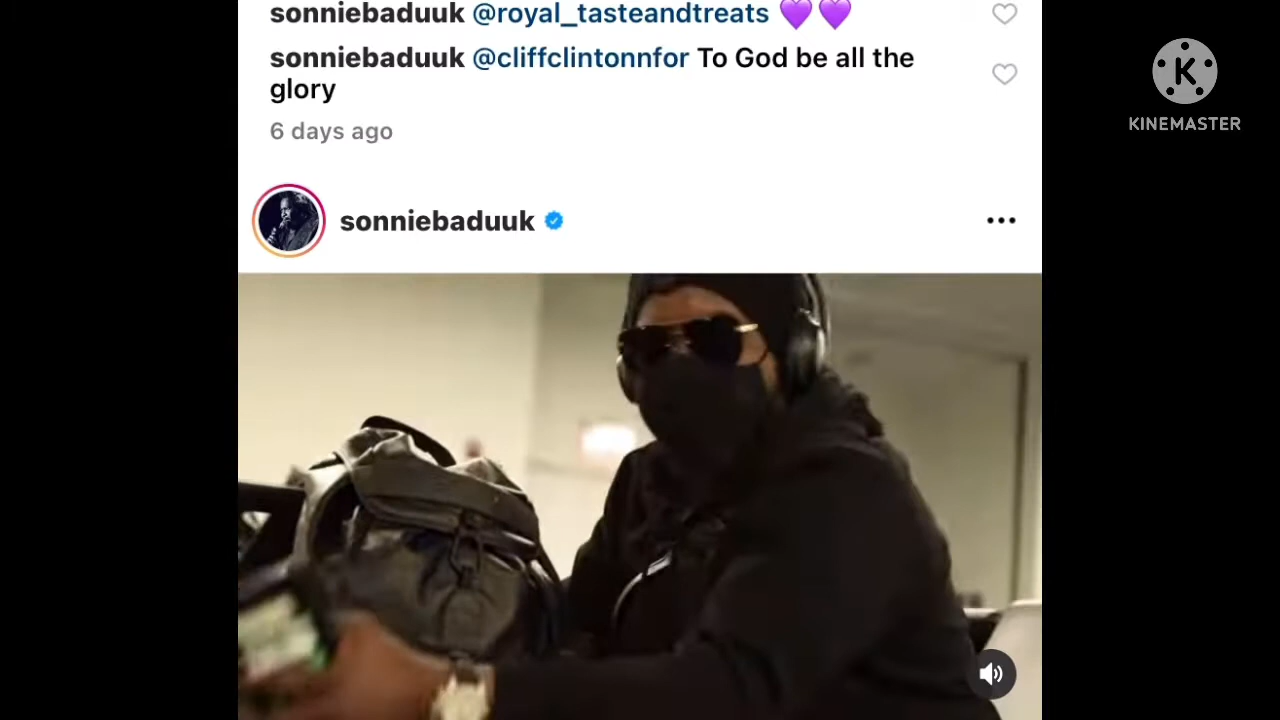 sonniebaduuk @royal_tasteandtreats 💜💜
sonniebaduuk @cliffclintonnfor To God be all the
glory
6 days ago
sonniebaduuk
KINEMASTER